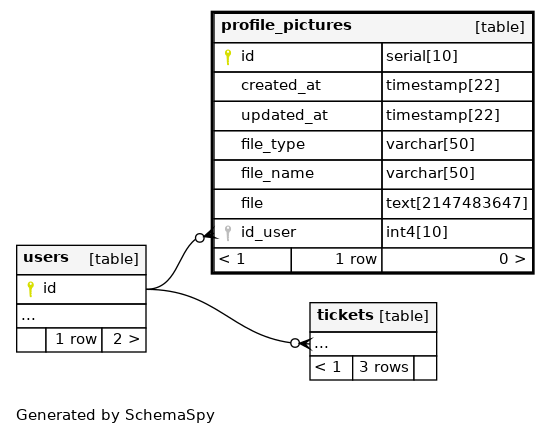 profile_pictures [table]
id serial[10]
created_at timestamp[22]
updated_at timestamp[22]
file_type varchar[50]
file_name varchar[50]
file text[2147483647]
id_user int4[10]
< 1 1 row 0 >
users [table]
id
...
1 row 2 >
tickets [table]
...
< 1 3 rows
Generated by SchemaSpy